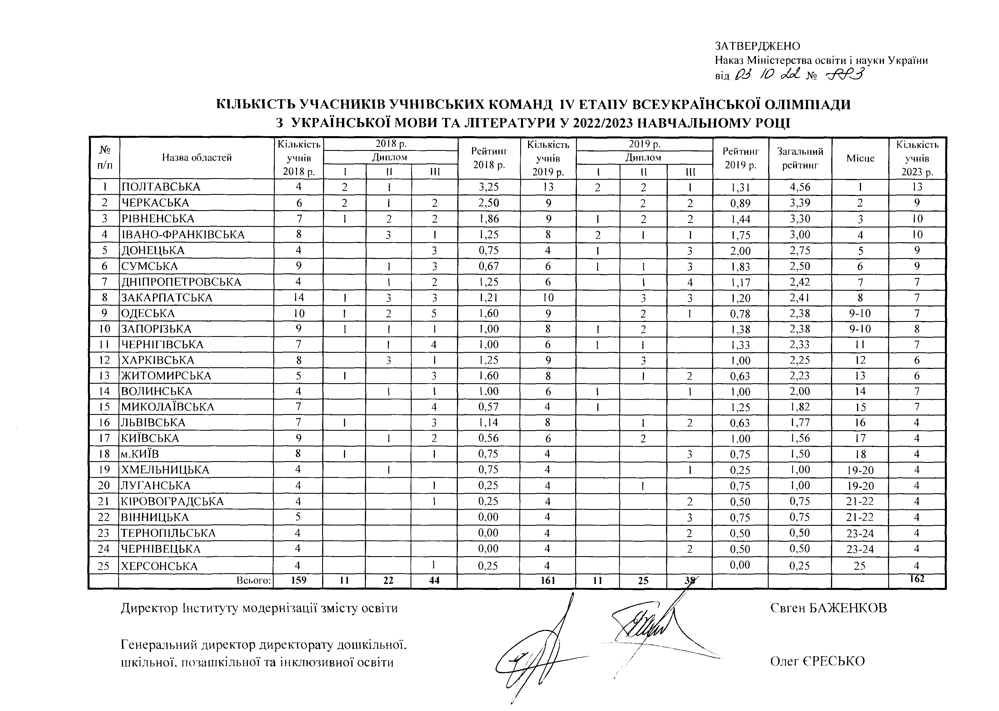 ЗАТВЕРДЖЕНО
Наказ Міністерства освіти і науки України
від 03 10 22 №
КІЛЬКІСТЬ УЧАСНИКІВ УЧНІВСЬКИХ КОМАНД IV ЕТАПУ ВСЕУКРАЇНСЬКОЇ ОЛІМПІАДИ
З УКРАЇНСЬКОЇ МОВИ ТА ЛІТЕРАТУРИ У 2022/2023 НАВЧАЛЬНОМУ РОЦІ
№ п/п Назва областей Кількість учнів 2018 р. 2018 р. Диплом I II III Рейтинг 2018 р. Кількість учнів 2019 р. 2019 р. Диплом I II III Рейтинг 2019 р. Загальний рейтинг Місце Кількість учнів 2023 р.
1 ПОЛТАВСЬКА 4 2 1 3,25 13 2 2 1 1,31 4,56 1 13
2 ЧЕРКАСЬКА 6 2 1 2 2,50 9 2 2 0,89 3,39 2 9
3 РІВНЕНСЬКА 7 1 2 2 1,86 9 1 2 2 1,44 3,30 3 10
4 ІВАНО-ФРАНКІВСЬКА 8 3 1 1,25 8 2 1 1 1,75 3,00 4 10
5 ДОНЕЦЬКА 4 3 0,75 4 1 3 2,00 2,75 5 9
6 СУМСЬКА 9 1 3 0,67 6 1 1 3 1,83 2,50 6 9
7 ДНІПРОПЕТРОВСЬКА 4 1 2 1,25 6 1 4 1,17 2,42 7 7
8 ЗАКАРПАТСЬКА 14 1 3 3 1,21 10 3 3 1,20 2,41 8 7
9 ОДЕСЬКА 10 1 2 5 1,60 9 2 1 0,78 2,38 9-10 7
10 ЗАПОРІЗЬКА 9 1 1 1 1,00 8 1 2 1,38 2,38 9-10 8
11 ЧЕРНІГІВСЬКА 7 1 4 1,00 6 1 1 1,33 2,33 11 7
12 ХАРКІВСЬКА 8 3 1 1,25 9 3 1,00 2,25 12 6
13 ЖИТОМИРСЬКА 5 1 3 1,60 8 1 2 0,63 2,23 13 6
14 ВОЛИНСЬКА 4 1 1 1,00 6 1 1 1,00 2,00 14 7
15 МИКОЛАЇВСЬКА 7 4 0,57 4 1 1,25 1,82 15 7
16 ЛЬВІВСЬКА 7 1 3 1,14 8 1 2 0,63 1,77 16 4
17 КИЇВСЬКА 9 1 2 0,56 6 2 1,00 1,56 17 4
18 м.КИЇВ 8 1 1 0,75 4 3 0,75 1,50 18 4
19 ХМЕЛЬНИЦЬКА 4 1 0,75 4 1 0,25 1,00 19-20 4
20 ЛУГАНСЬКА 4 1 0,25 4 1 0,75 1,00 19-20 4
21 КІРОВОГРАДСЬКА 4 1 0,25 4 2 0,50 0,75 21-22 4
22 ВІННИЦЬКА 5 0,00 4 3 0,75 0,75 21-22 4
23 ТЕРНОПІЛЬСЬКА 4 0,00 4 2 0,50 0,50 23-24 4
24 ЧЕРНІВЕЦЬКА 4 0,00 4 2 0,50 0,50 23-24 4
25 ХЕРСОНСЬКА 4 1 0,25 4 0,00 0,25 25 4
Всього: 159 11 22 44 161 11 25 38 162
Директор Інституту модернізації змісту освіти Євген БАЖЕНКОВ
Генеральний директор директорату дошкільної,
шкільної, позашкільної та інклюзивної освіти Олег ЄРЕСЬКО